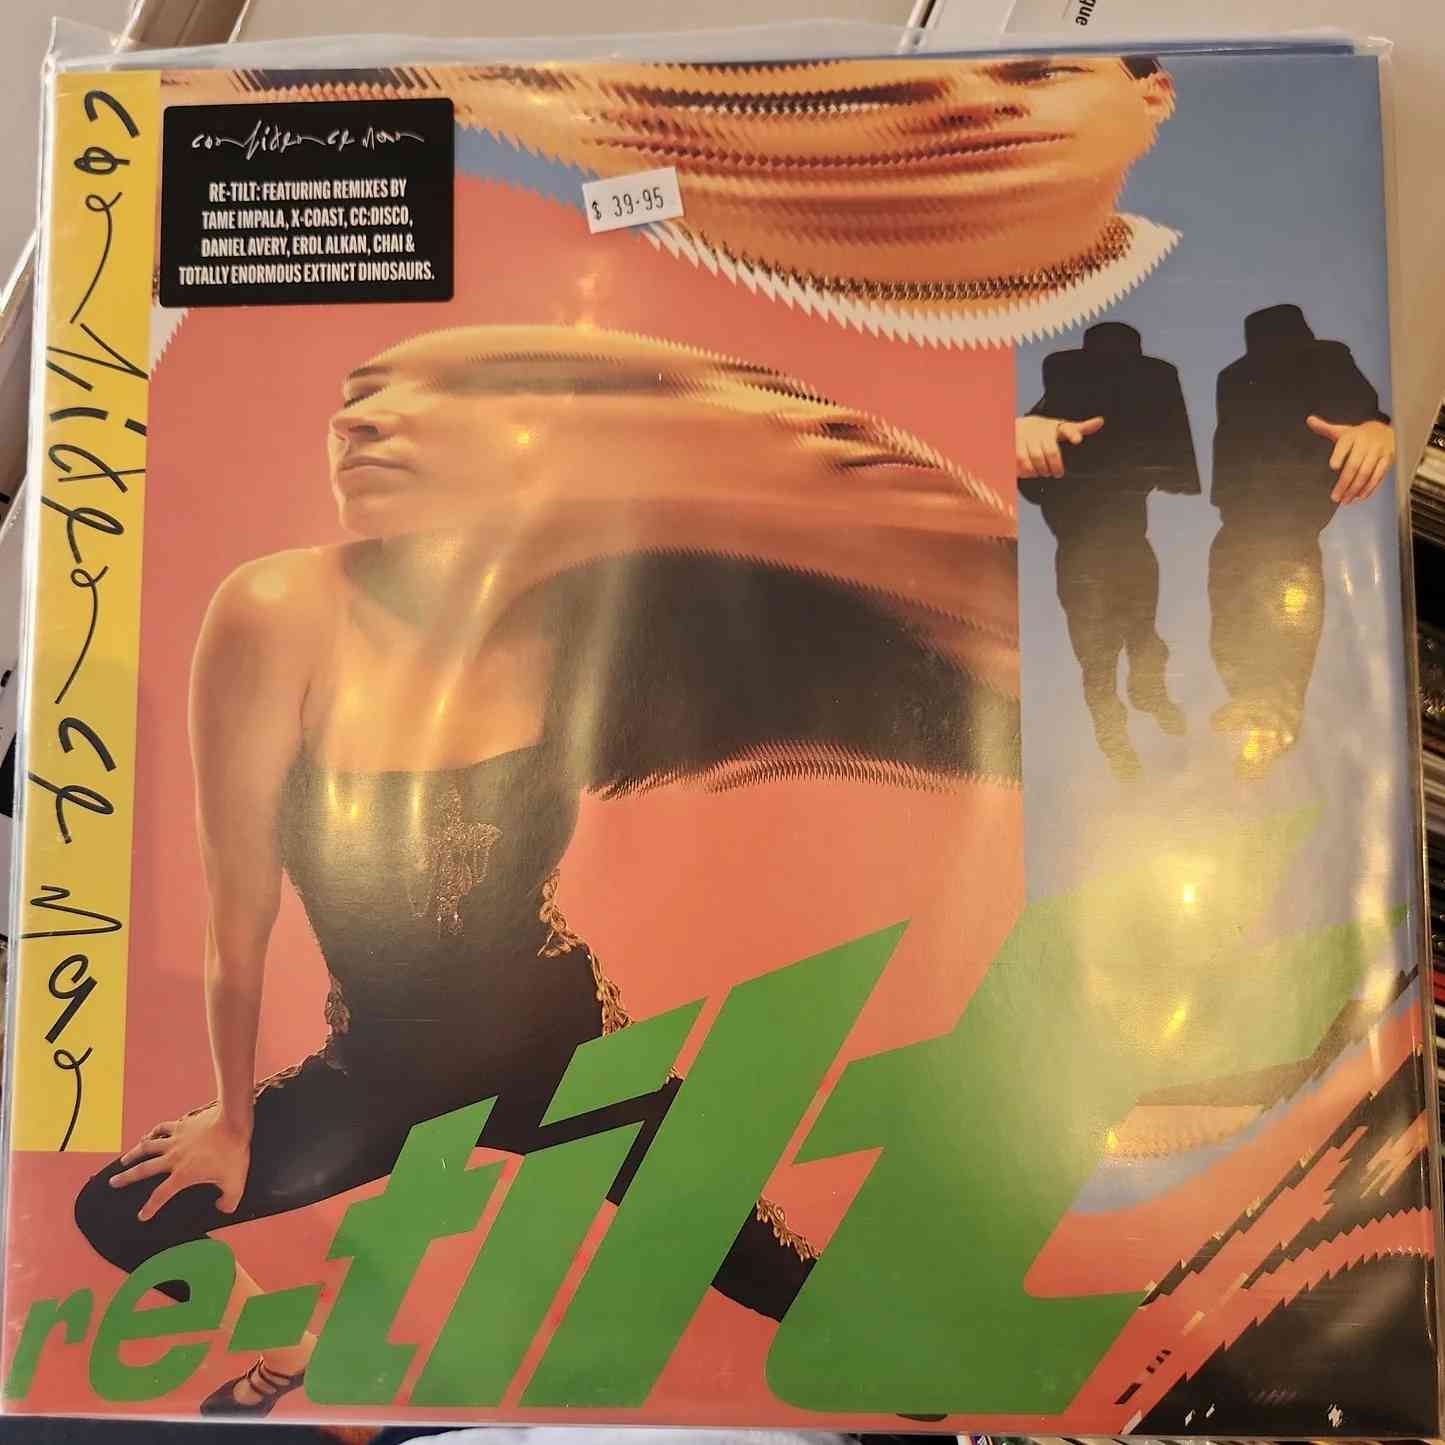 confidence Man
confidence Man
RE-TILT: FEATURING REMIXES BY
TAME IMPALA, X-COAST, CC:DISCO,
DANIEL AVERY, EROL ALKAN, CHAI &
TOTALLY ENORMOUS EXTINCT DINOSAURS.
$ 39.95
re-tilt